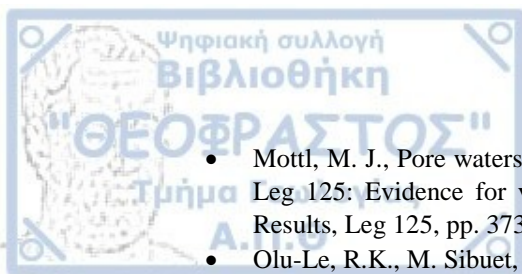 Ψηφιακή συλλογή
Βιβλιοθήκη
"ΘΕΟΦΡΑΣΤΟΣ"
• Mottl, M. J., Pore waters
Τμήμα
Leg 125: Evidence for v
Results, Leg 125, pp. 373
Α.Π.Θ
• Olu-Le, R.K., M. Sibuet,